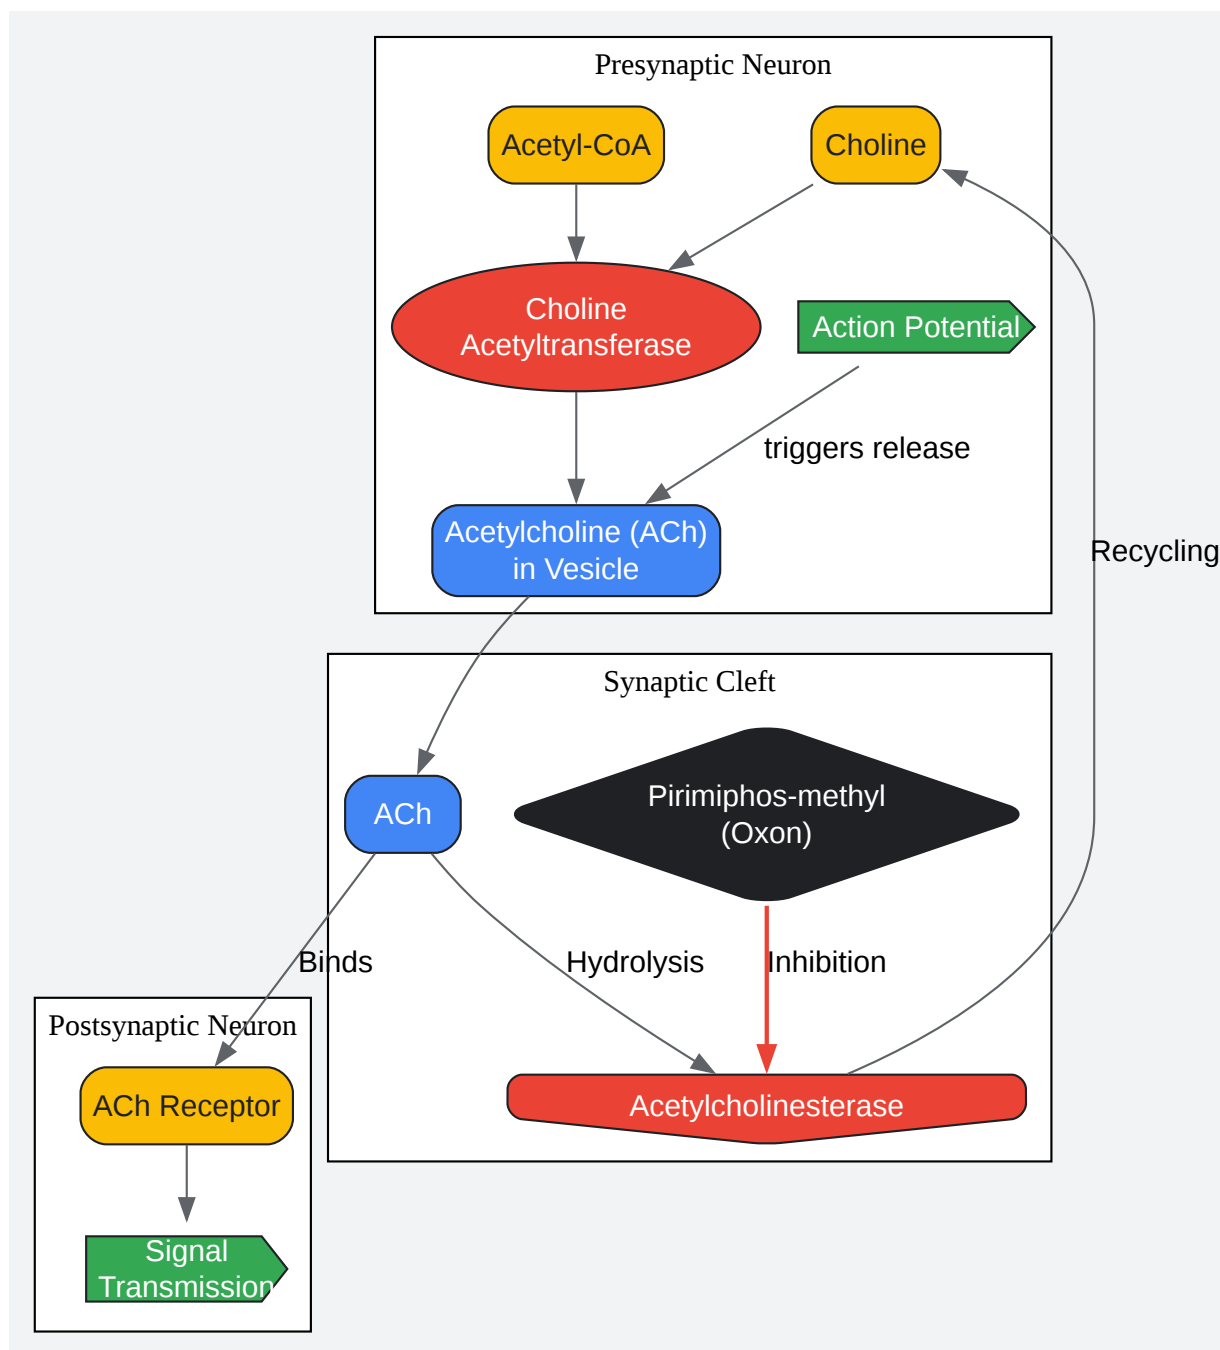 Presynaptic Neuron
Acetyl-CoA
Choline
Choline
Acetyltransferase
Action Potential
triggers release
Acetylcholine (ACh)
in Vesicle
Recycling
Synaptic Cleft
Pirimiphos-methyl
(Oxon)
ACh
Binds
Hydrolysis
Inhibition
Postsynaptic Neuron
ACh Receptor
Acetylcholinesterase
Signal
Transmission